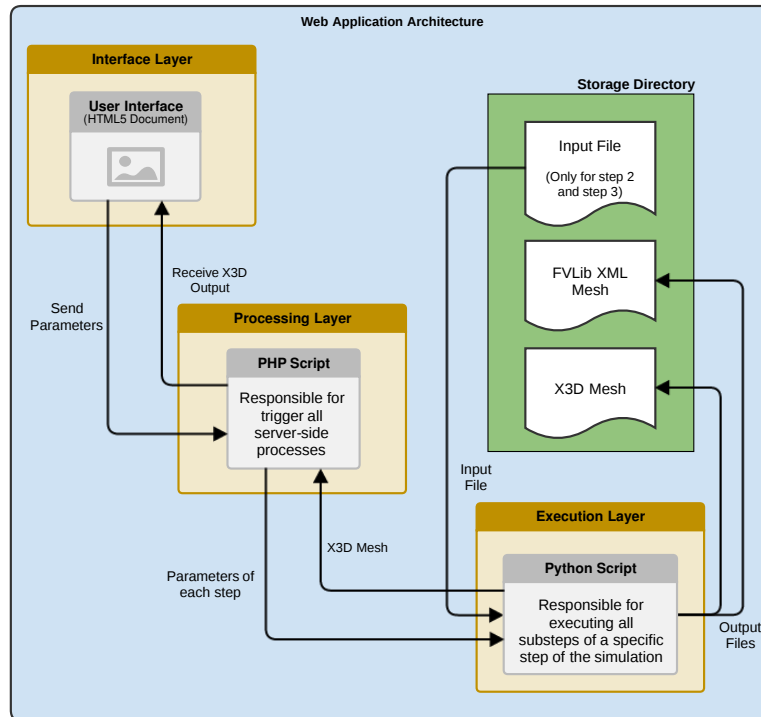 Web Application Architecture
Interface Layer
User Interface
(HTML5 Document)
Storage Directory
Input File
(Only for step 2
and step 3)
FVLib XML
Mesh
X3D Mesh
Receive X3D
Output
Send
Parameters
Processing Layer
PHP Script
Responsible for
trigger all
server-side
processes
Input
File
X3D Mesh
Parameters of
each step
Execution Layer
Python Script
Responsible for
executing all
substeps of a specific
step of the simulation
Output
Files